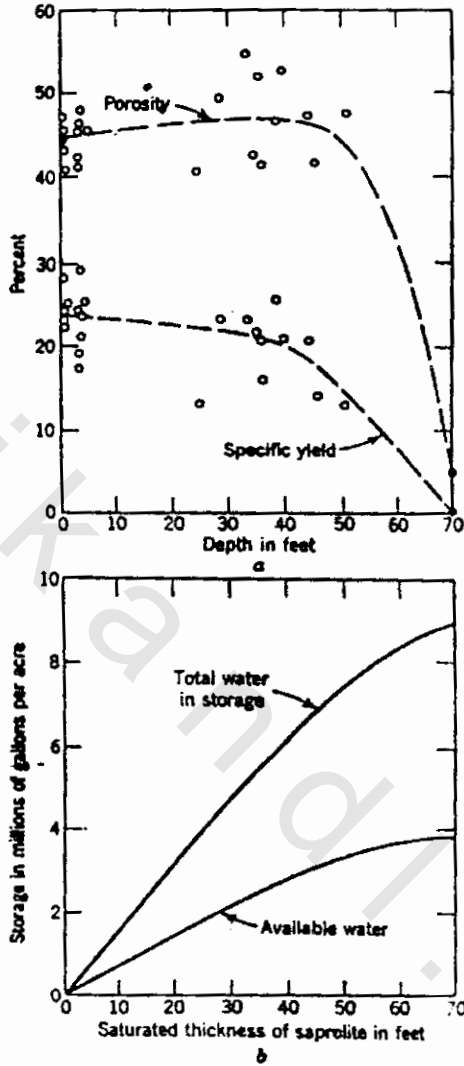 60
50
40
30
20
10
0
Percent
Porosity
Specific yield
0 10 20 30 40 50 60 70
Depth in feet
a
10
8
6
4
2
0
Storage in millions of gallons per acre
Total water
in storage
Available water
0 10 20 30 40 50 60 70
Saturated thickness of saprolite in feet
b